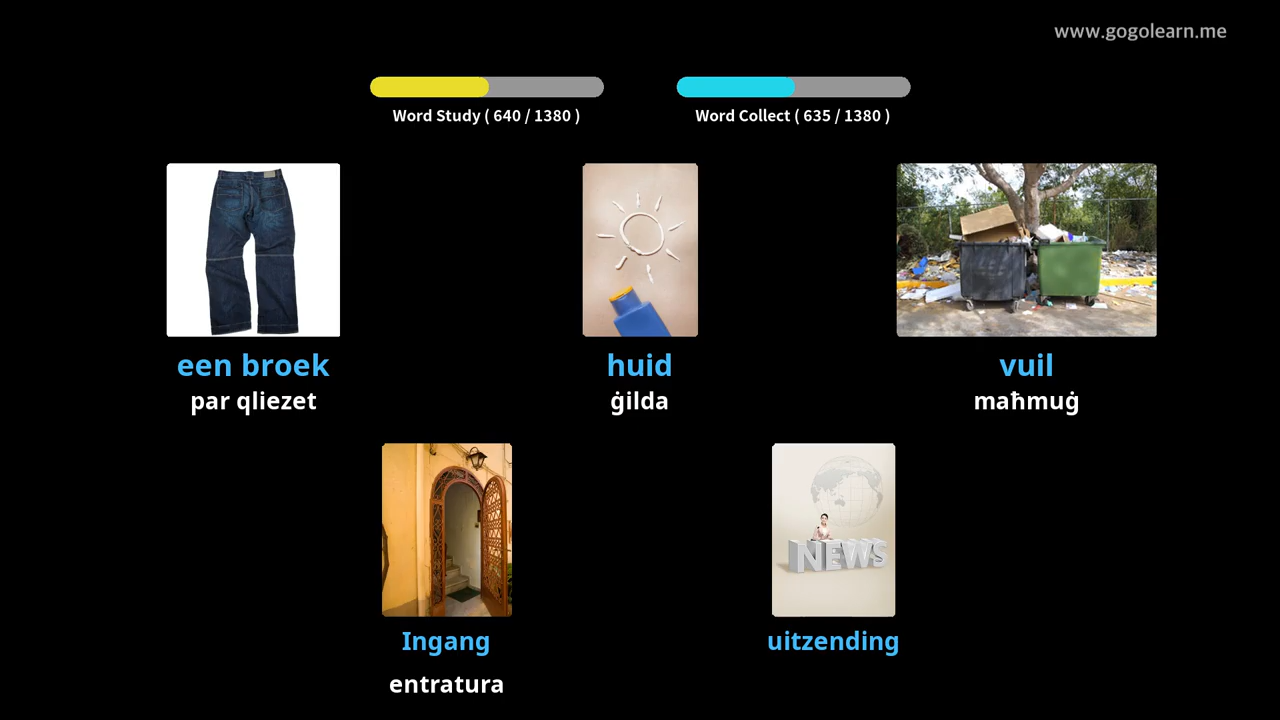 www.gogolearn.me
Word Study ( 640 / 1380 )
Word Collect ( 635 / 1380 )
een broek
par qliezet
huid
ġilda
vuil
maħmuġ
Ingang
entratura
NEWS
uitzending